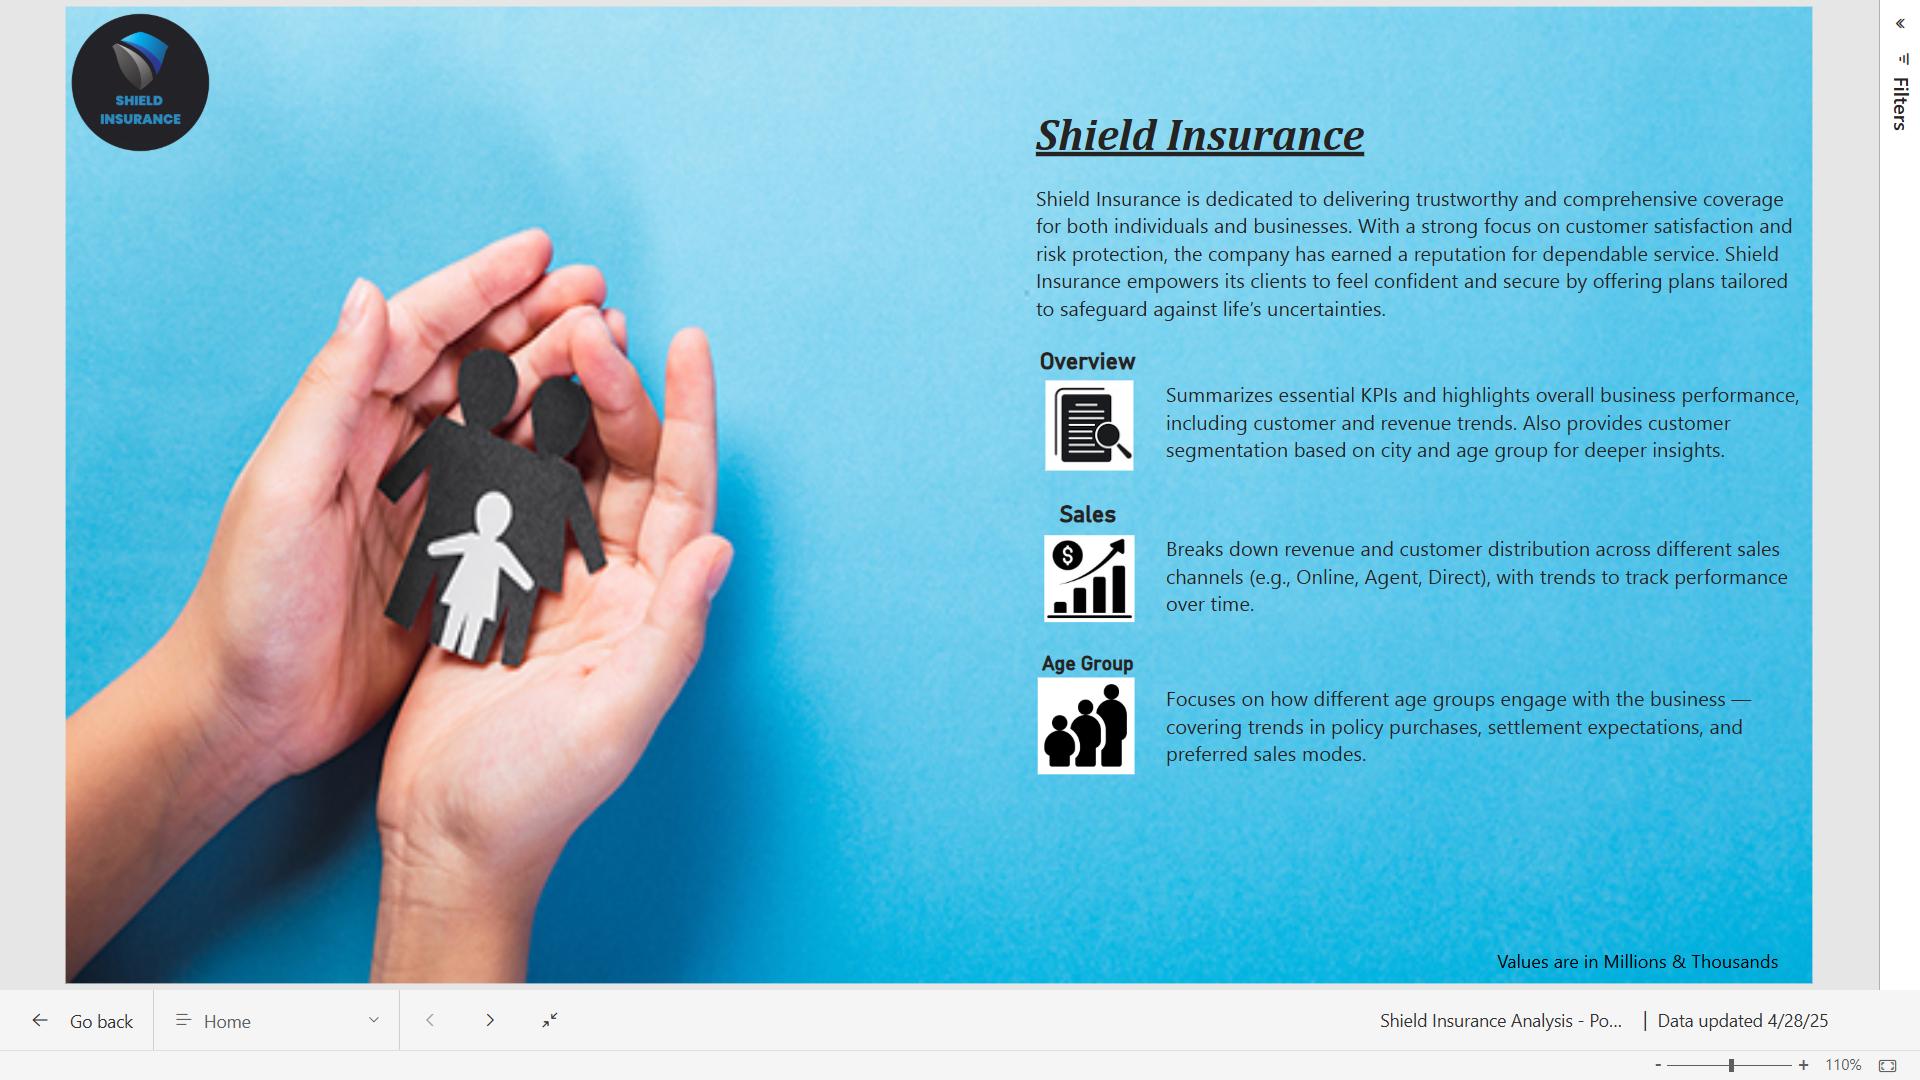 SHIELD
INSURANCE
Shield Insurance
Shield Insurance is dedicated to delivering trustworthy and comprehensive coverage
for both individuals and businesses. With a strong focus on customer satisfaction and
risk protection, the company has earned a reputation for dependable service. Shield
Insurance empowers its clients to feel confident and secure by offering plans tailored
to safeguard against life’s uncertainties.
Overview
Summarizes essential KPIs and highlights overall business performance,
including customer and revenue trends. Also provides customer
segmentation based on city and age group for deeper insights.
Sales
$
Breaks down revenue and customer distribution across different sales
channels (e.g., Online, Agent, Direct), with trends to track performance
over time.
Age Group
Focuses on how different age groups engage with the business —
covering trends in policy purchases, settlement expectations, and
preferred sales modes.
Values are in Millions & Thousands
Filters
Go back
Home
Shield Insurance Analysis - Po... | Data updated 4/28/25
- + 110%